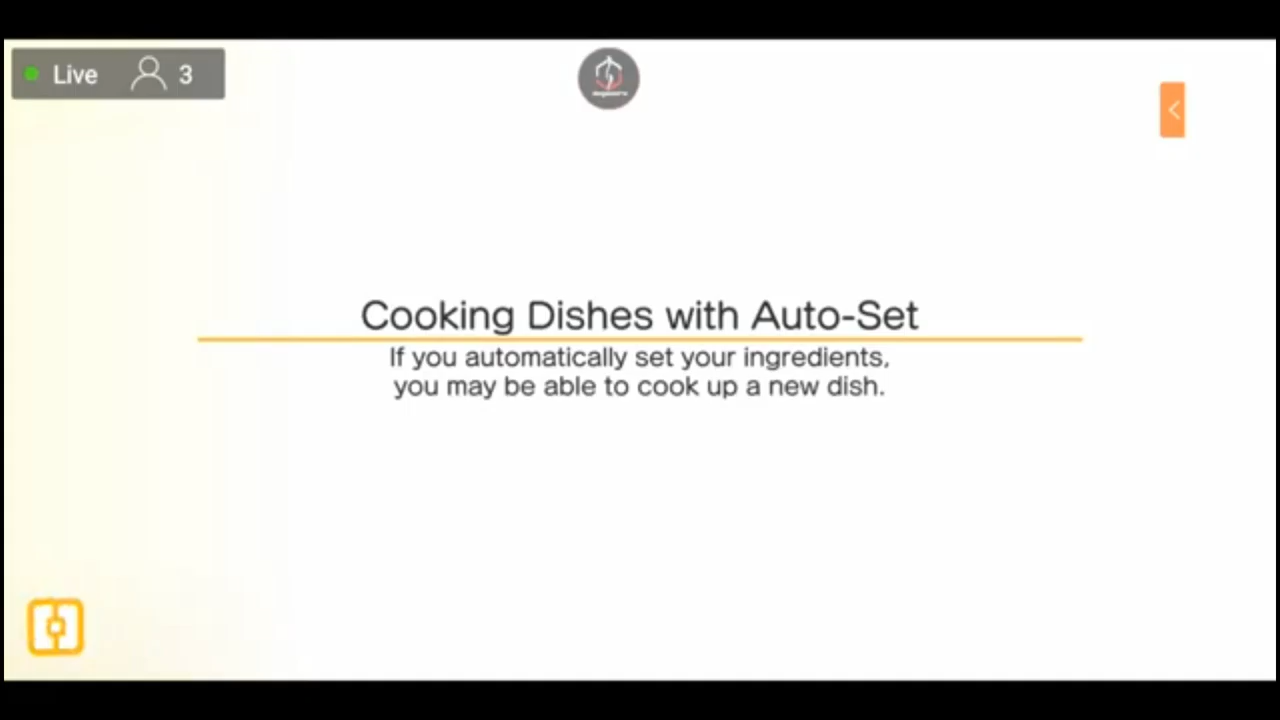 Live 3
Cooking Dishes with Auto-Set
If you automatically set your ingredients,
you may be able to cook up a new dish.